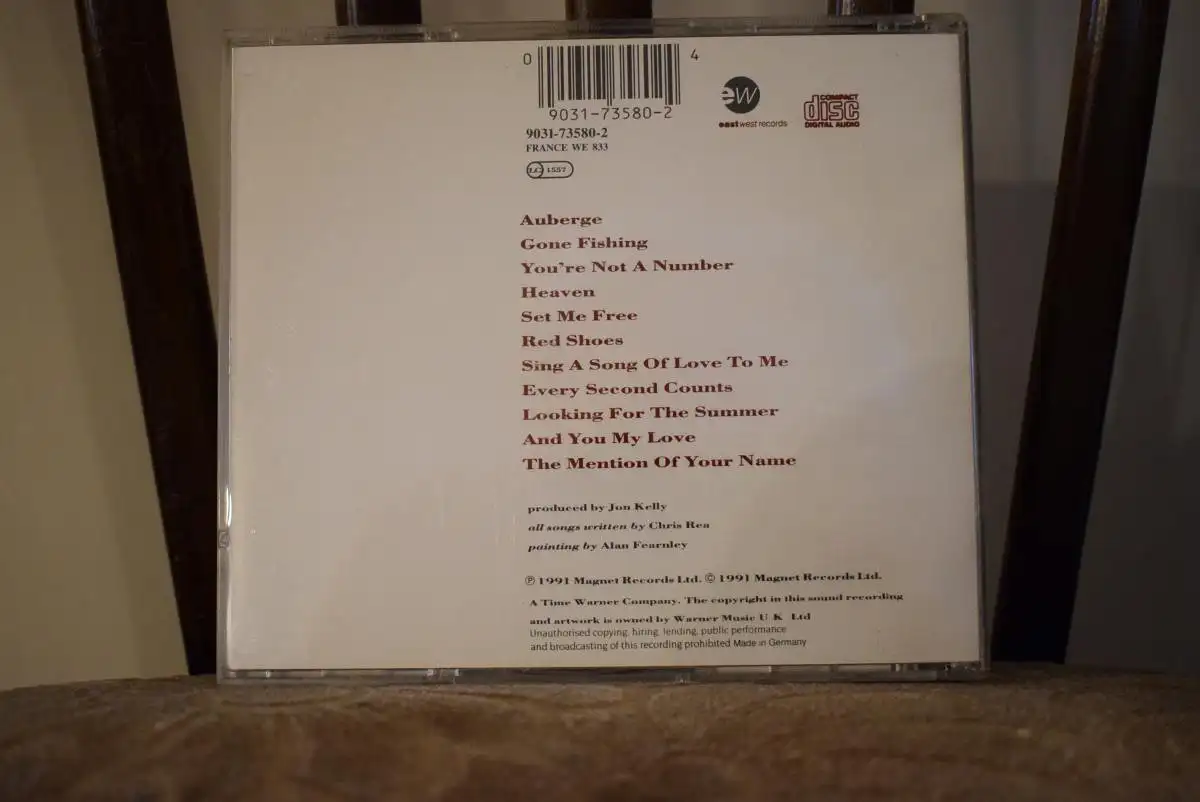 0 4
9031-73580-2
9031-73580-2
FRANCE WE 833
LC 1557
ew
eastwest records
COMPACT
disc
DIGITAL AUDIO
Auberge
Gone Fishing
You're Not A Number
Heaven
Set Me Free
Red Shoes
Sing A Song Of Love To Me
Every Second Counts
Looking For The Summer
And You My Love
The Mention Of Your Name
produced by Jon Kelly
all songs written by Chris Rea
painting by Alan Fearnley
℗ 1991 Magnet Records Ltd. © 1991 Magnet Records Ltd.
A Time Warner Company. The copyright in this sound recording
and artwork is owned by Warner Music U K Ltd
Unauthorised copying, hiring, lending, public performance
and broadcasting of this recording prohibited Made in Germany